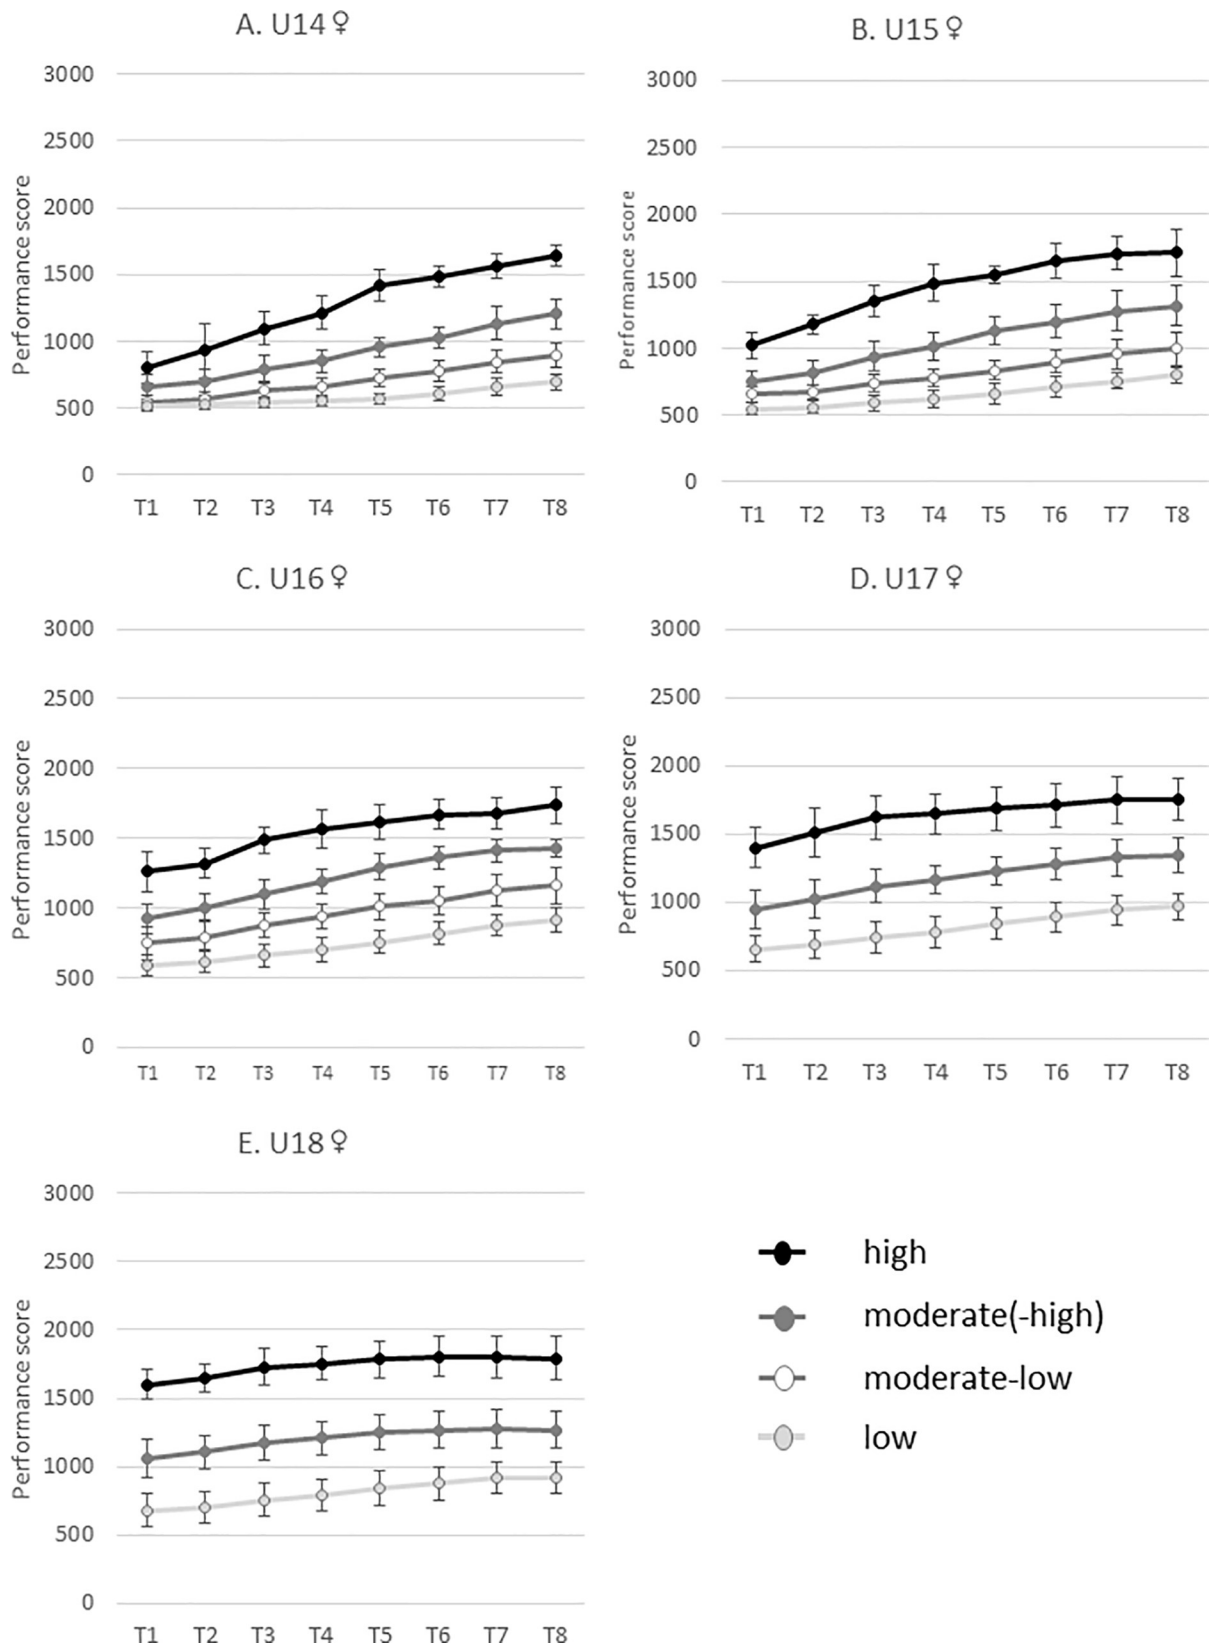 A. U14 ♀
3000
2500
2000
1500
1000
500
0
Performance score
T1 T2 T3 T4 T5 T6 T7 T8
B. U15 ♀
3000
2500
2000
1500
1000
500
0
Performance score
T1 T2 T3 T4 T5 T6 T7 T8
C. U16 ♀
3000
2500
2000
1500
1000
500
0
Performance score
T1 T2 T3 T4 T5 T6 T7 T8
D. U17 ♀
3000
2500
2000
1500
1000
500
0
Performance score
T1 T2 T3 T4 T5 T6 T7 T8
E. U18 ♀
3000
2500
2000
1500
1000
500
0
Performance score
T1 T2 T3 T4 T5 T6 T7 T8
high
moderate(-high)
moderate-low
low